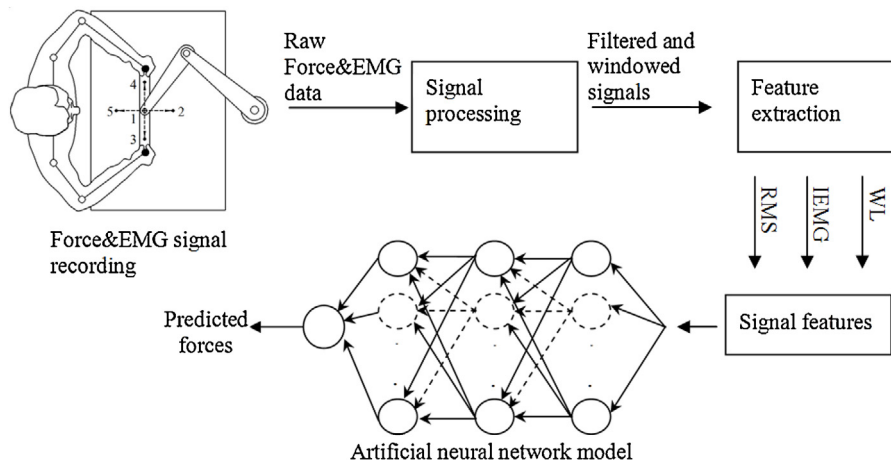 Raw
Force&EMG
data
Filtered and
windowed
signals
Signal
processing
Feature
extraction
4
5
1
2
3
RMS
IEMG
WL
Force&EMG signal
recording
Signal features
Predicted
forces
Artificial neural network model